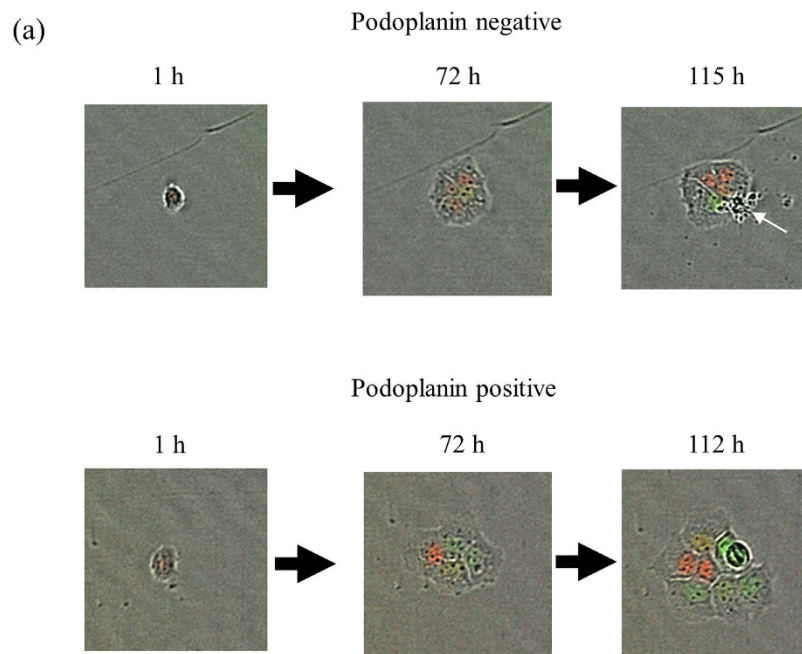 (a)
Podoplanin negative
1 h 72 h 115 h
Podoplanin positive
1 h 72 h 112 h